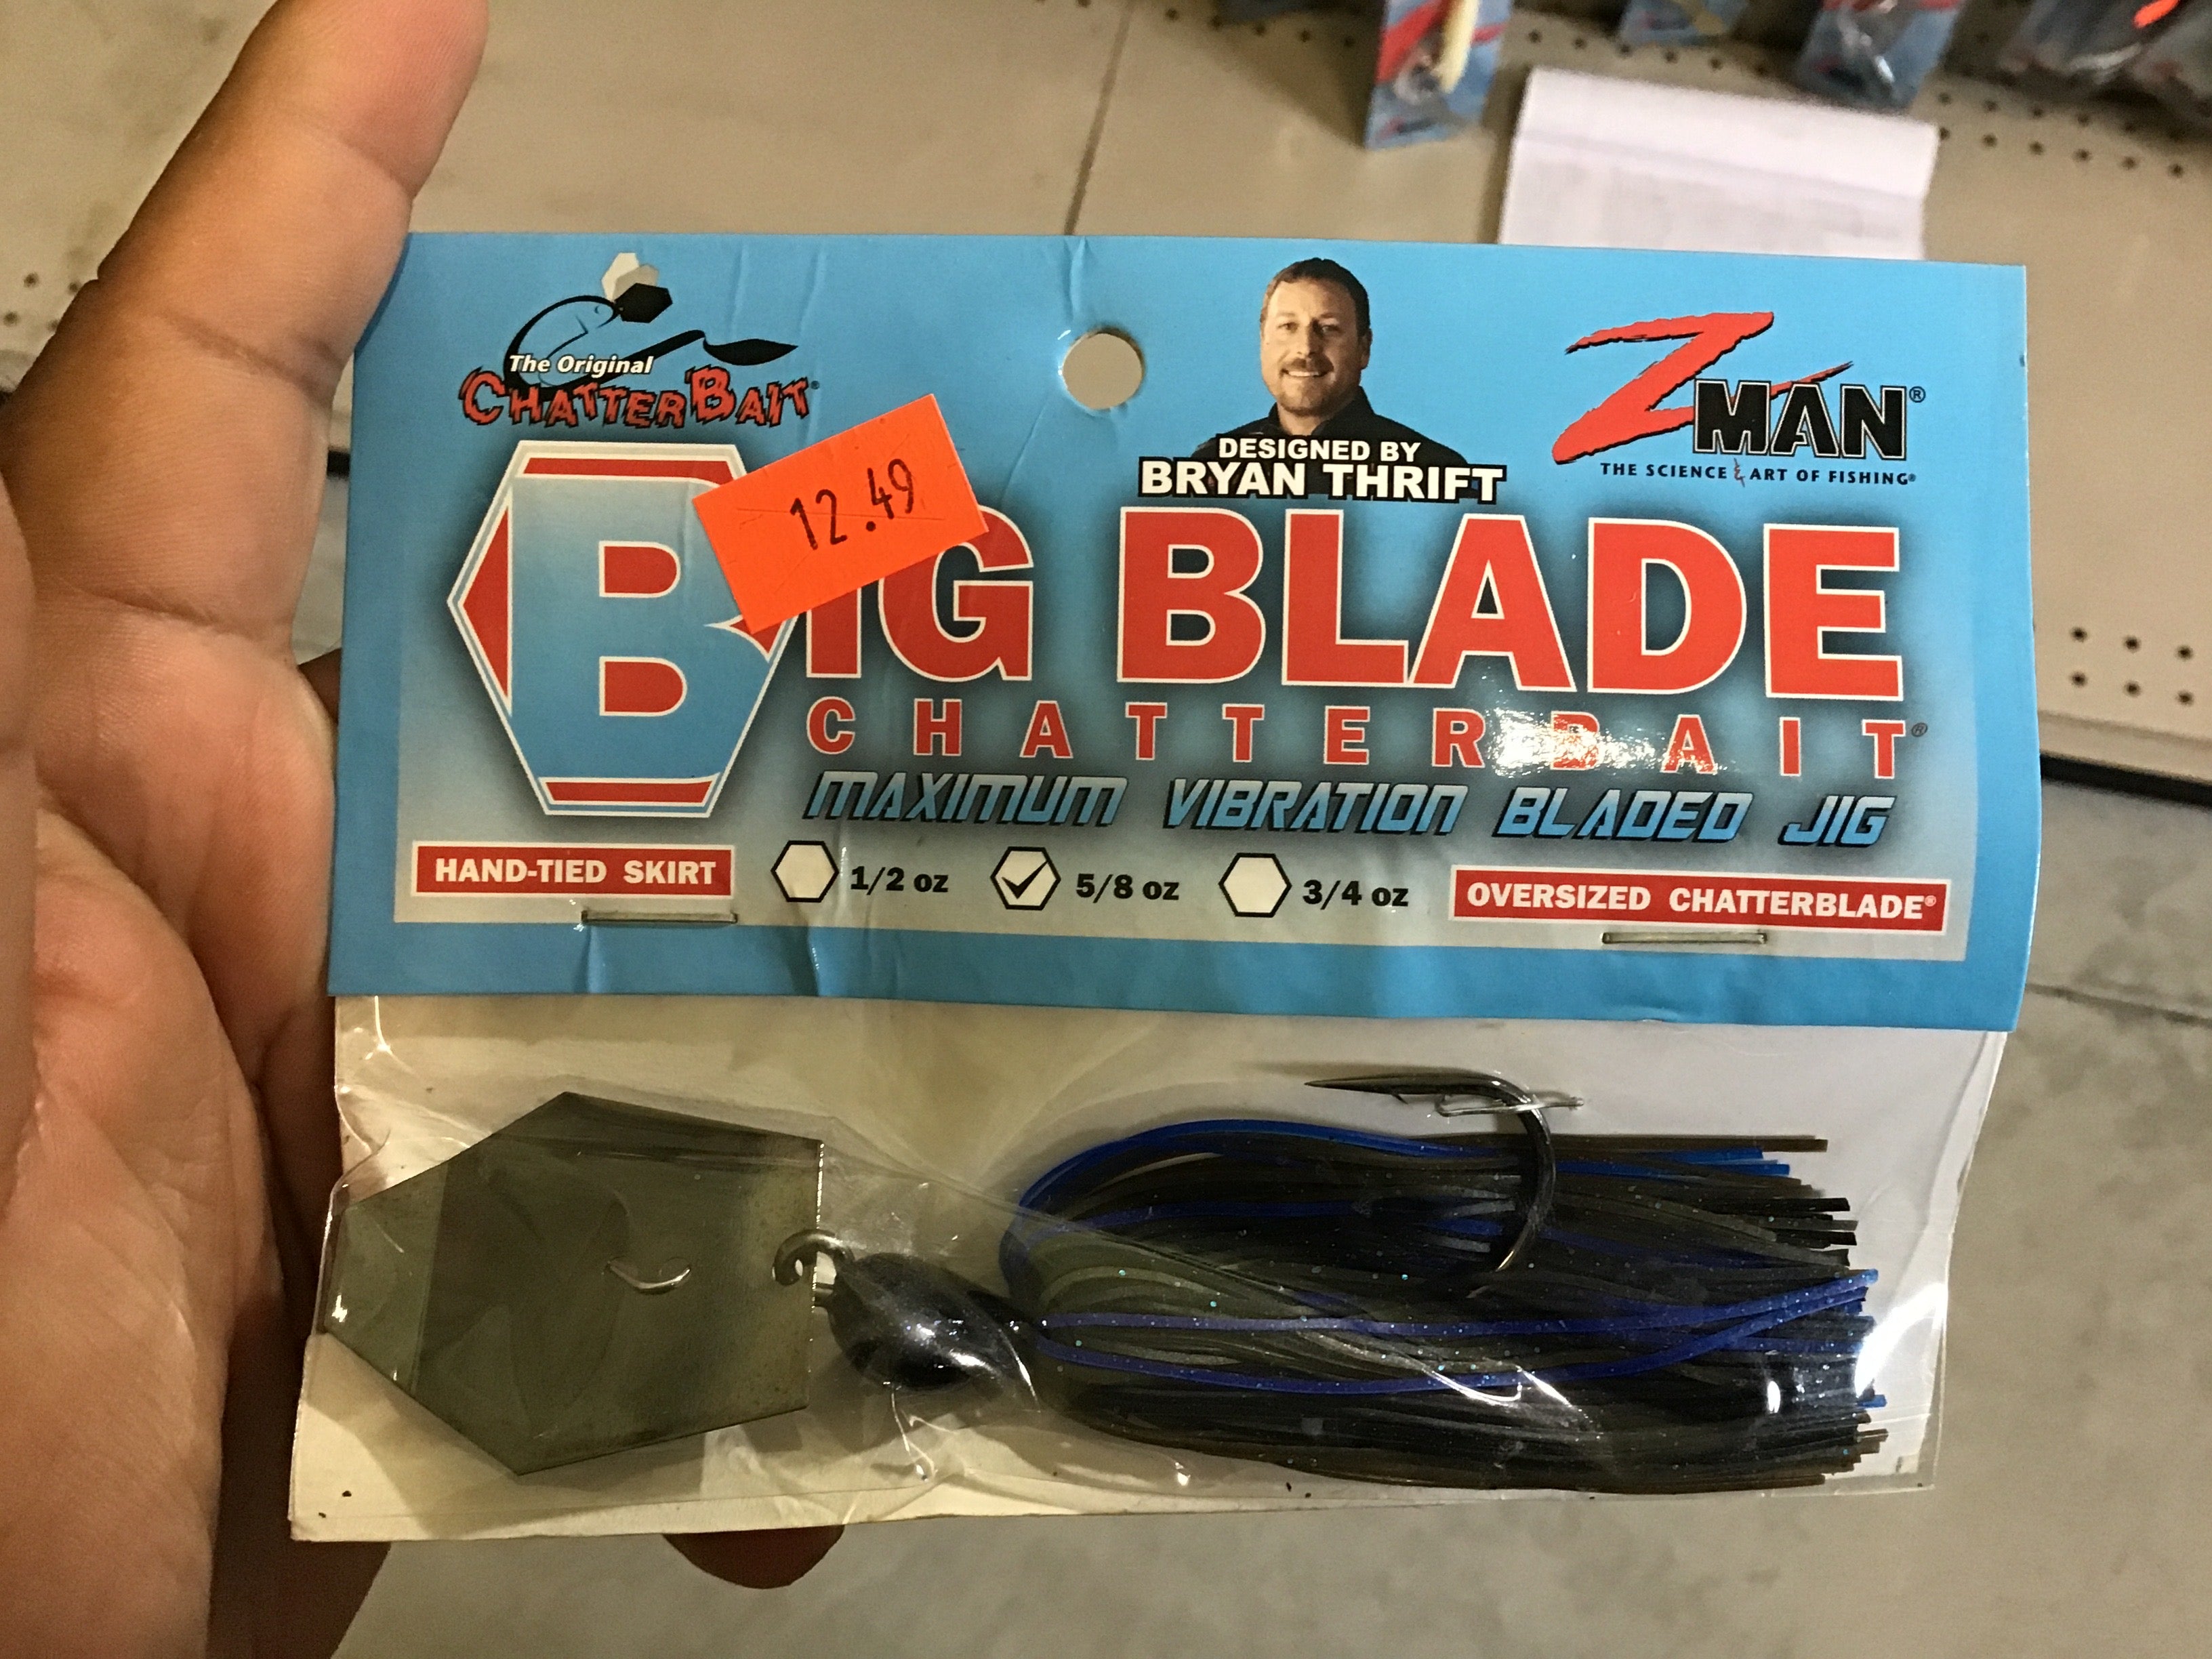 The Original
CHATTERBAIT®
12.49
DESIGNED BY
BRYAN THRIFT
Z MAN®
THE SCIENCE & ART OF FISHING®
BIG BLADE
CHATTERBAIT®
MAXIMUM VIBRATION BLADED JIG
HAND-TIED SKIRT
1/2 oz
5/8 oz
3/4 oz
OVERSIZED CHATTERBLADE®